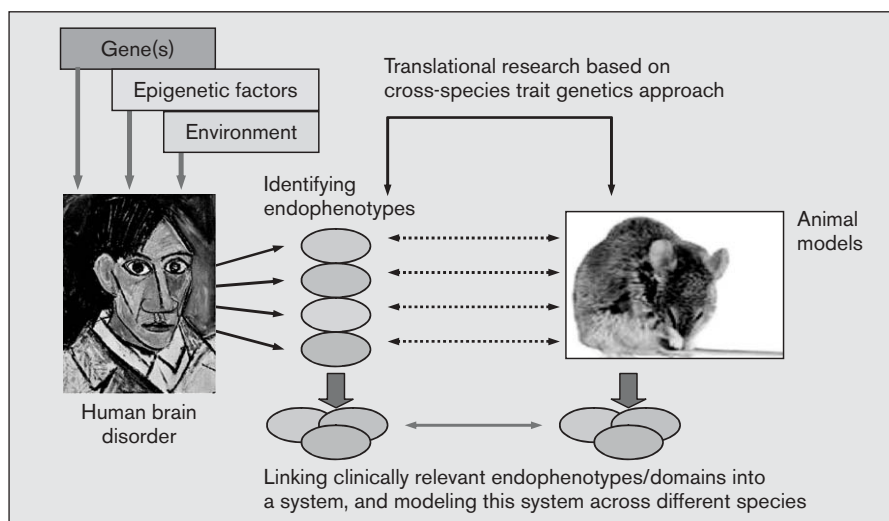 Gene(s)
Epigenetic factors
Environment
Translational research based on
cross-species trait genetics approach
Identifying
endophenotypes
Animal
models
Human brain
disorder
Linking clinically relevant endophenotypes/domains into
a system, and modeling this system across different species